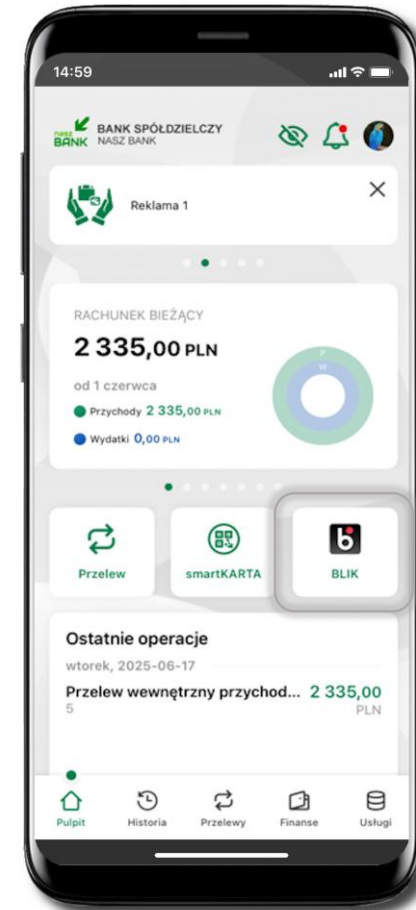 14:59
nasz
BANK
BANK SPÓŁDZIELCZY
NASZ BANK
Reklama 1
RACHUNEK BIEŻĄCY
2 335,00 PLN
od 1 czerwca
Przychody 2 335,00 PLN
Wydatki 0,00 PLN
P
W
Przelew
smartKARTA
BLIK
Ostatnie operacje
wtorek, 2025-06-17
Przelew wewnętrzny przychod... 2 335,00
5 PLN
Pulpit Historia Przelewy Finanse Usługi